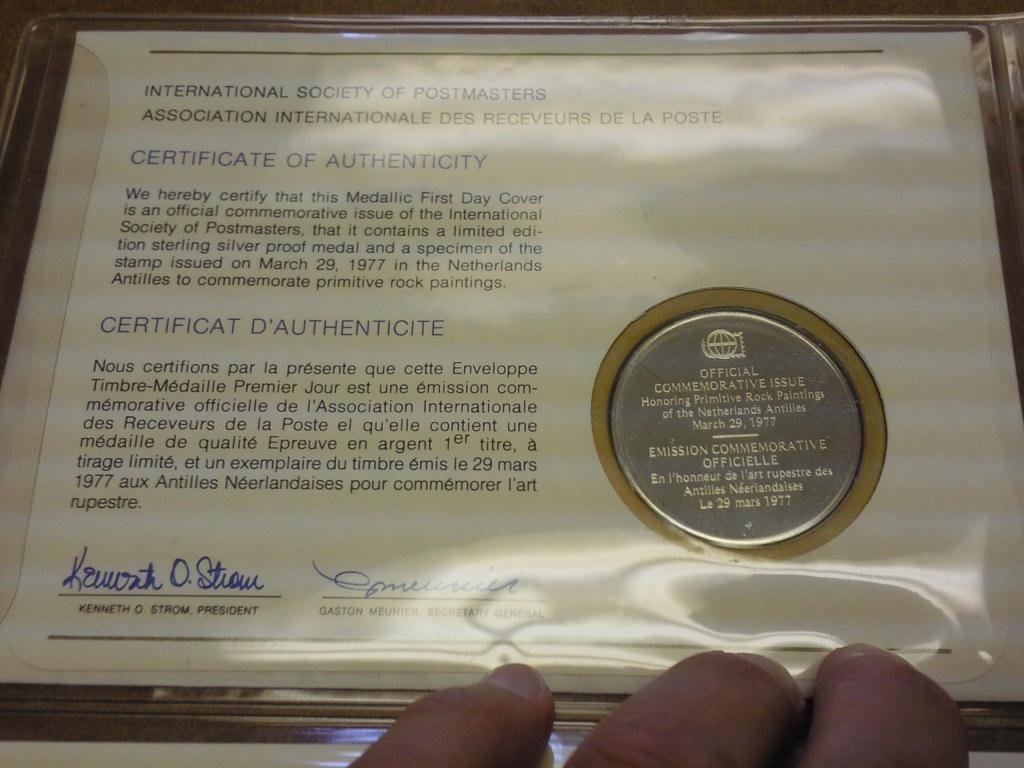 INTERNATIONAL SOCIETY OF POSTMASTERS
ASSOCIATION INTERNATIONALE DES RECEVEURS DE LA POSTE
CERTIFICATE OF AUTHENTICITY
We hereby certify that this Medallic First Day Cover
is an official commemorative issue of the International
Society of Postmasters, that it contains a limited edi-
tion sterling silver proof medal and a specimen of the
stamp issued on March 29, 1977 in the Netherlands
Antilles to commemorate primitive rock paintings.
CERTIFICAT D'AUTHENTICITE
Nous certifions par la présente que cette Enveloppe
Timbre-Médaille Premier Jour est une émission com-
mémorative officielle de l'Association Internationale
des Receveurs de la Poste el qu'elle contient une
médaille de qualité Epreuve en argent 1er titre, à
tirage limité, et un exemplaire du timbre émis le 29 mars
1977 aux Antilles Néerlandaises pour commémorer l'art
rupestre.
Kenneth O. Strom
G Meunier
KENNETH O. STROM, PRESIDENT
GASTON MEUNIER, SECRETARY GENERAL
OFFICIAL
COMMEMORATIVE ISSUE
Honoring Primitive Rock Paintings
of the Netherlands Antilles
March 29, 1977
EMISSION COMMEMORATIVE
OFFICIELLE
En l'honneur de l'art rupestre des
Antilles Néerlandaises
Le 29 mars 1977